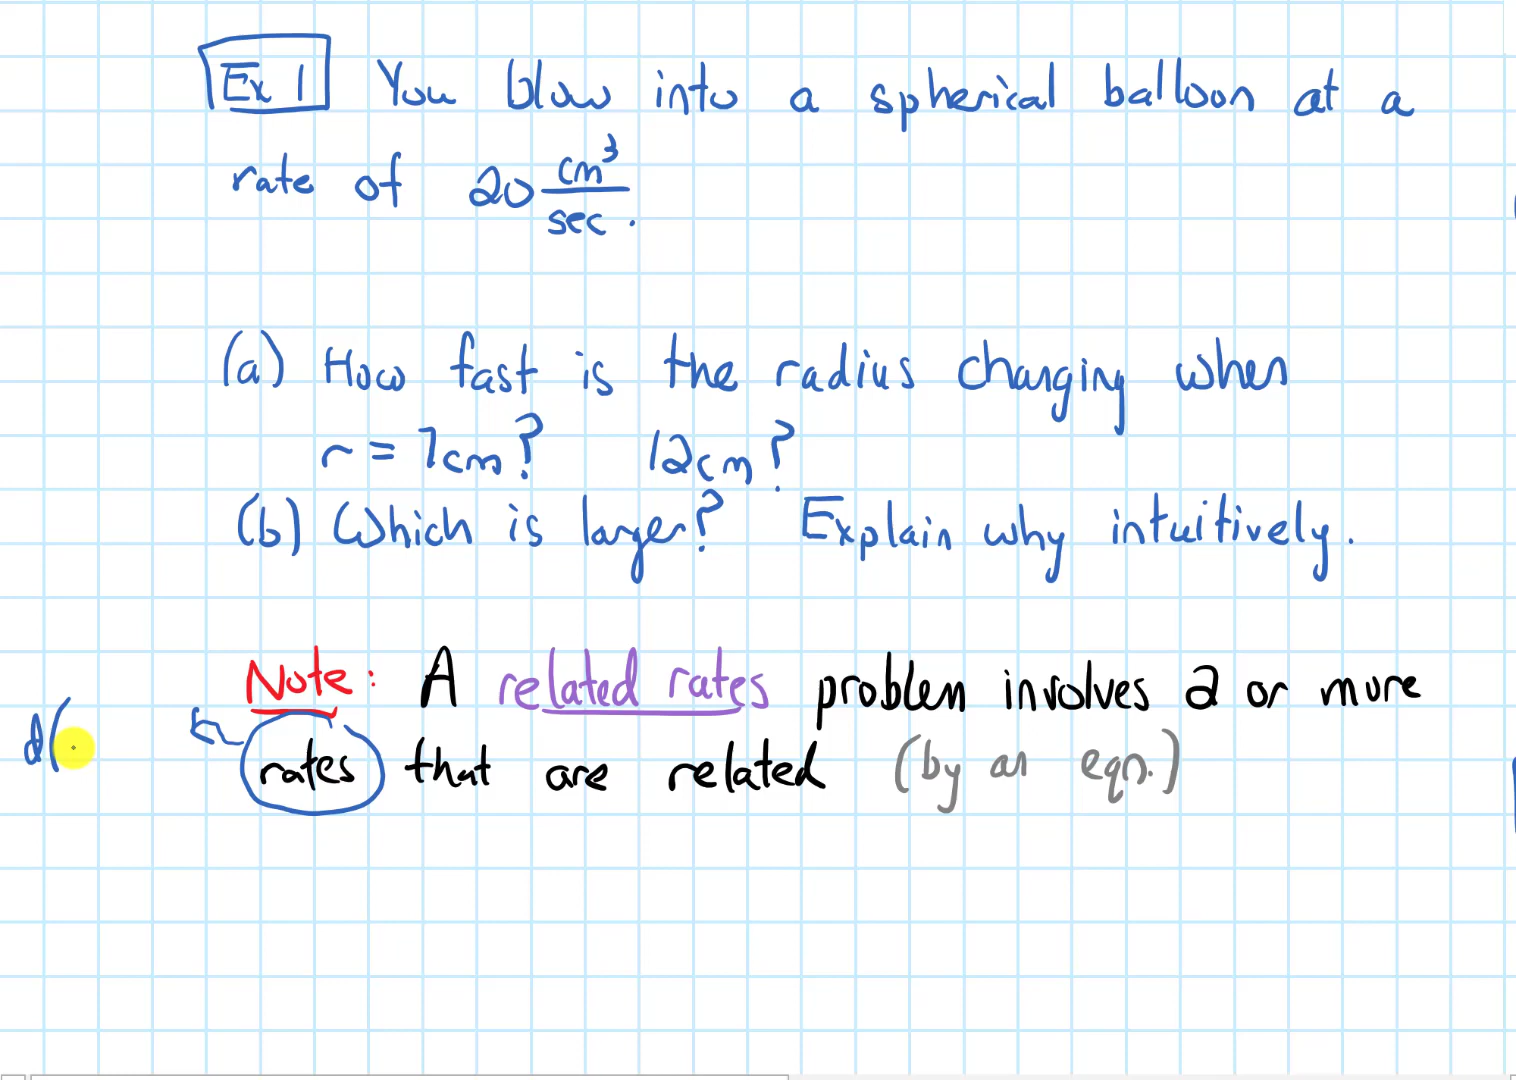 Ex 1 You blow into a spherical balloon at a
rate of 20 cm³/sec.
(a) How fast is the radius changing when
r = 7cm? 12cm?
(b) Which is larger? Explain why intuitively.
Note: A related rates problem involves 2 or more
d( rates that are related (by an eqn.)